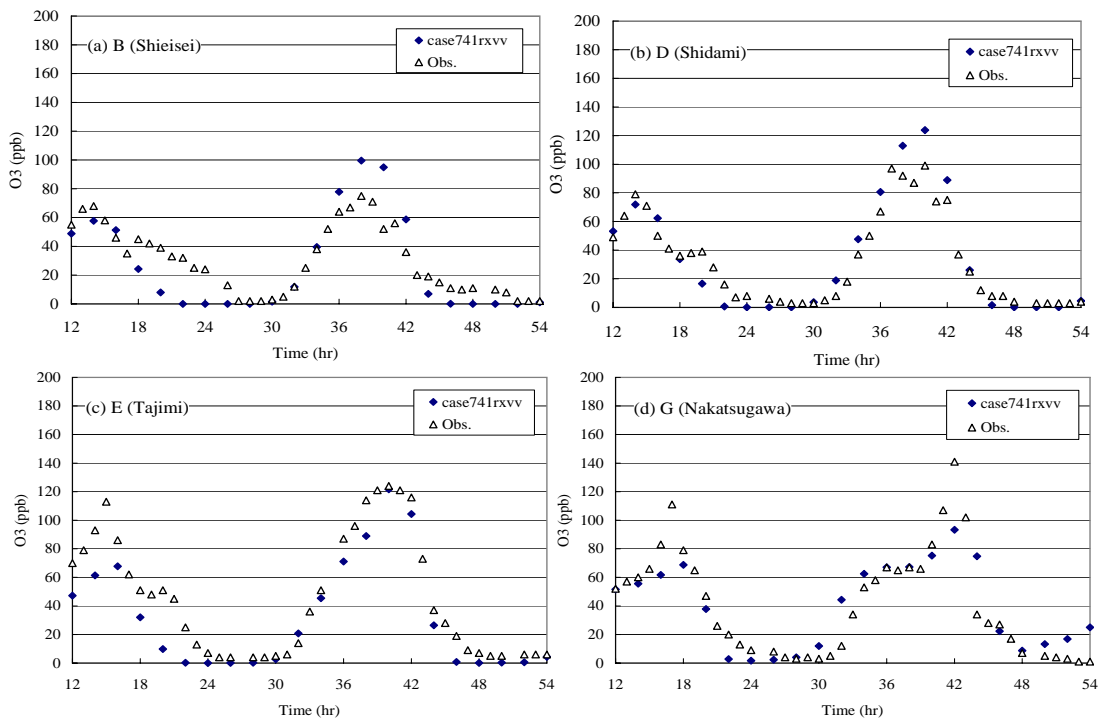 (a) B (Shieisei)
case741rxvv
Obs.
O3 (ppb)
200
180
160
140
120
100
80
60
40
20
0
12 18 24 30 36 42 48 54
Time (hr)
(b) D (Shidami)
case741rxvv
Obs.
O3 (ppb)
200
180
160
140
120
100
80
60
40
20
0
12 18 24 30 36 42 48 54
Time (hr)
(c) E (Tajimi)
case741rxvv
Obs.
O3 (ppb)
200
180
160
140
120
100
80
60
40
20
0
12 18 24 30 36 42 48 54
Time (hr)
(d) G (Nakatsugawa)
case741rxvv
Obs.
O3 (ppb)
200
180
160
140
120
100
80
60
40
20
0
12 18 24 30 36 42 48 54
Time (hr)